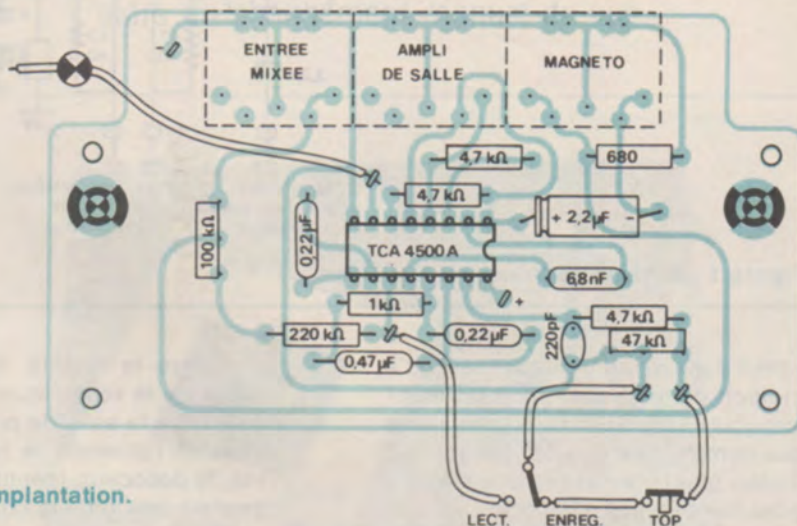 ENTREE
MIXEE
AMPLI
DE SALLE
MAGNETO
-
4,7 kΩ
680
4,7 kΩ
100 kΩ
0,22µF
TCA 4500 A
+ 2,2µF -
6,8nF
+
1kΩ
220 kΩ
0,22µF
0,47µF
220pF
4,7 kΩ
47 kΩ
mplantation.
LECT.
ENREG.
TOP